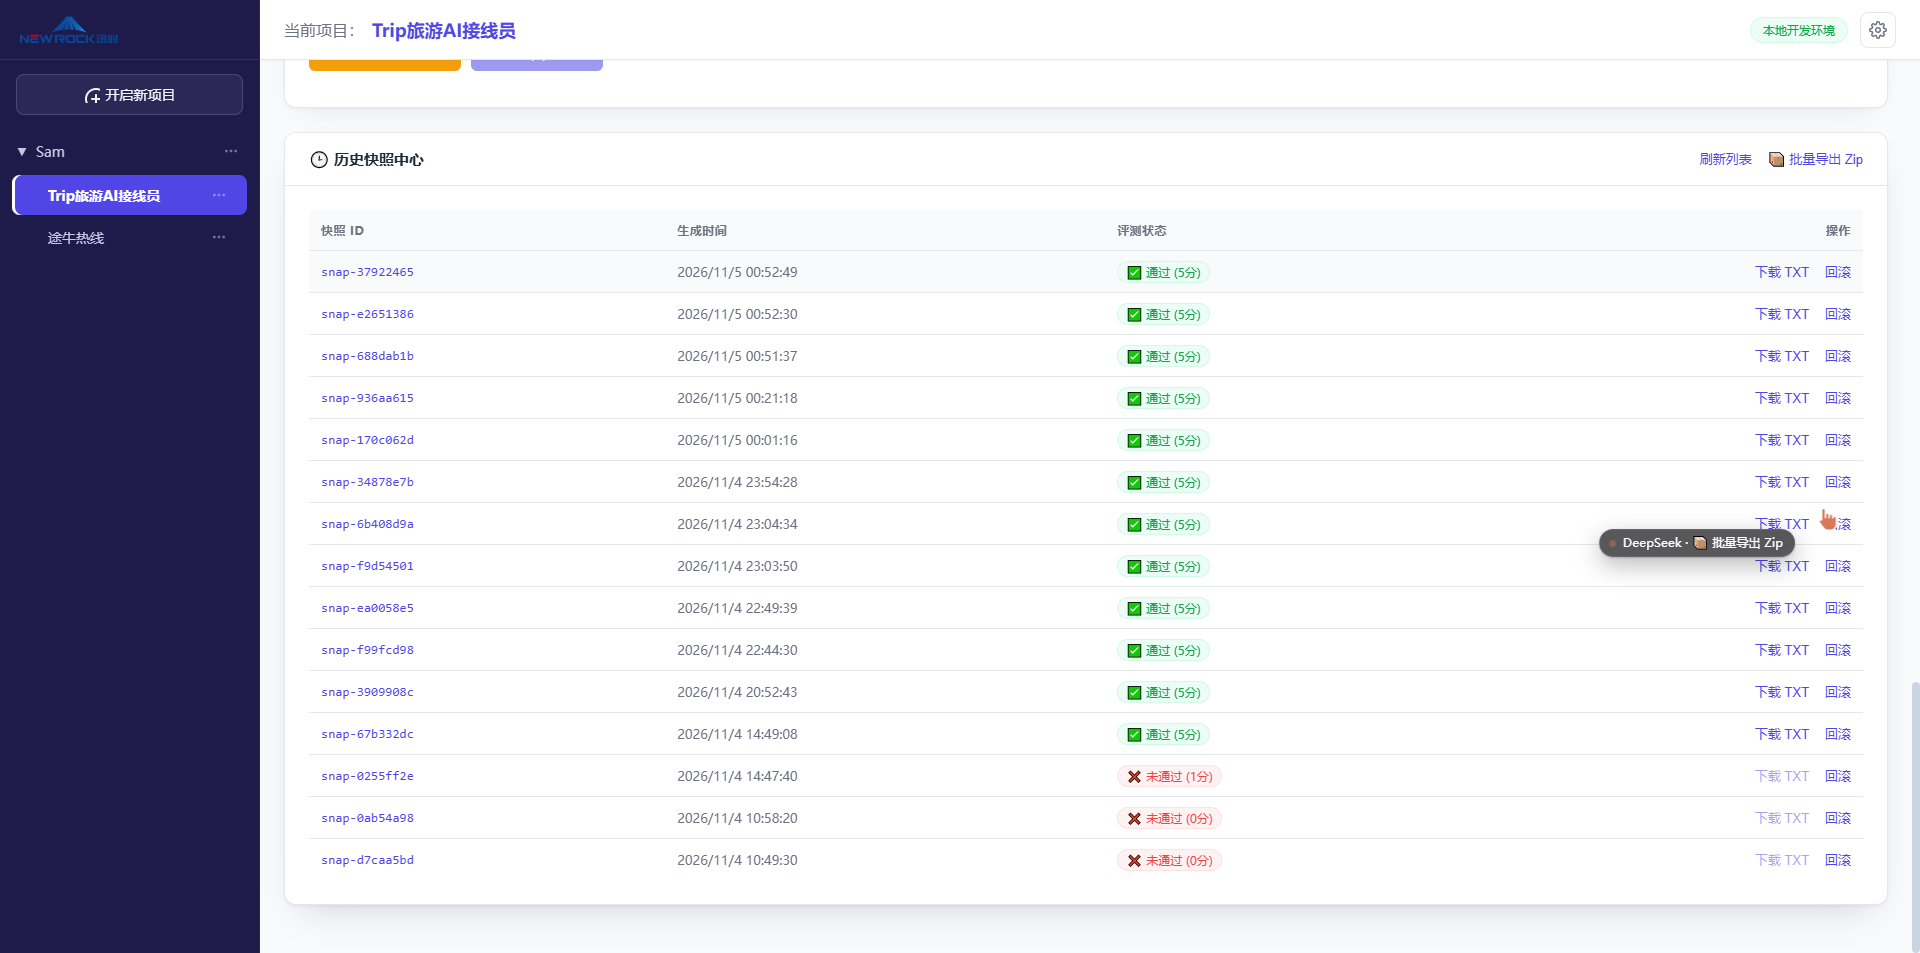 NEWROCK迅时
当前项目： Trip旅游AI接线员
本地开发环境
开启新项目
▼ Sam ···
Trip旅游AI接线员 ···
途牛热线 ···
历史快照中心
刷新列表 批量导出 Zip
快照 ID 生成时间 评测状态 操作
snap-37922465 2026/11/5 00:52:49 通过 (5分) 下载 TXT 回滚
snap-e2651386 2026/11/5 00:52:30 通过 (5分) 下载 TXT 回滚
snap-688dab1b 2026/11/5 00:51:37 通过 (5分) 下载 TXT 回滚
snap-936aa615 2026/11/5 00:21:18 通过 (5分) 下载 TXT 回滚
snap-170c062d 2026/11/5 00:01:16 通过 (5分) 下载 TXT 回滚
snap-34878e7b 2026/11/4 23:54:28 通过 (5分) 下载 TXT 回滚
snap-6b408d9a 2026/11/4 23:04:34 通过 (5分) 下载 TXT 滚
DeepSeek · 批量导出 Zip
snap-f9d54501 2026/11/4 23:03:50 通过 (5分) 下载 TXT 回滚
snap-ea0058e5 2026/11/4 22:49:39 通过 (5分) 下载 TXT 回滚
snap-f99fcd98 2026/11/4 22:44:30 通过 (5分) 下载 TXT 回滚
snap-3909908c 2026/11/4 20:52:43 通过 (5分) 下载 TXT 回滚
snap-67b332dc 2026/11/4 14:49:08 通过 (5分) 下载 TXT 回滚
snap-0255ff2e 2026/11/4 14:47:40 未通过 (1分) 下载 TXT 回滚
snap-0ab54a98 2026/11/4 10:58:20 未通过 (0分) 下载 TXT 回滚
snap-d7caa5bd 2026/11/4 10:49:30 未通过 (0分) 下载 TXT 回滚